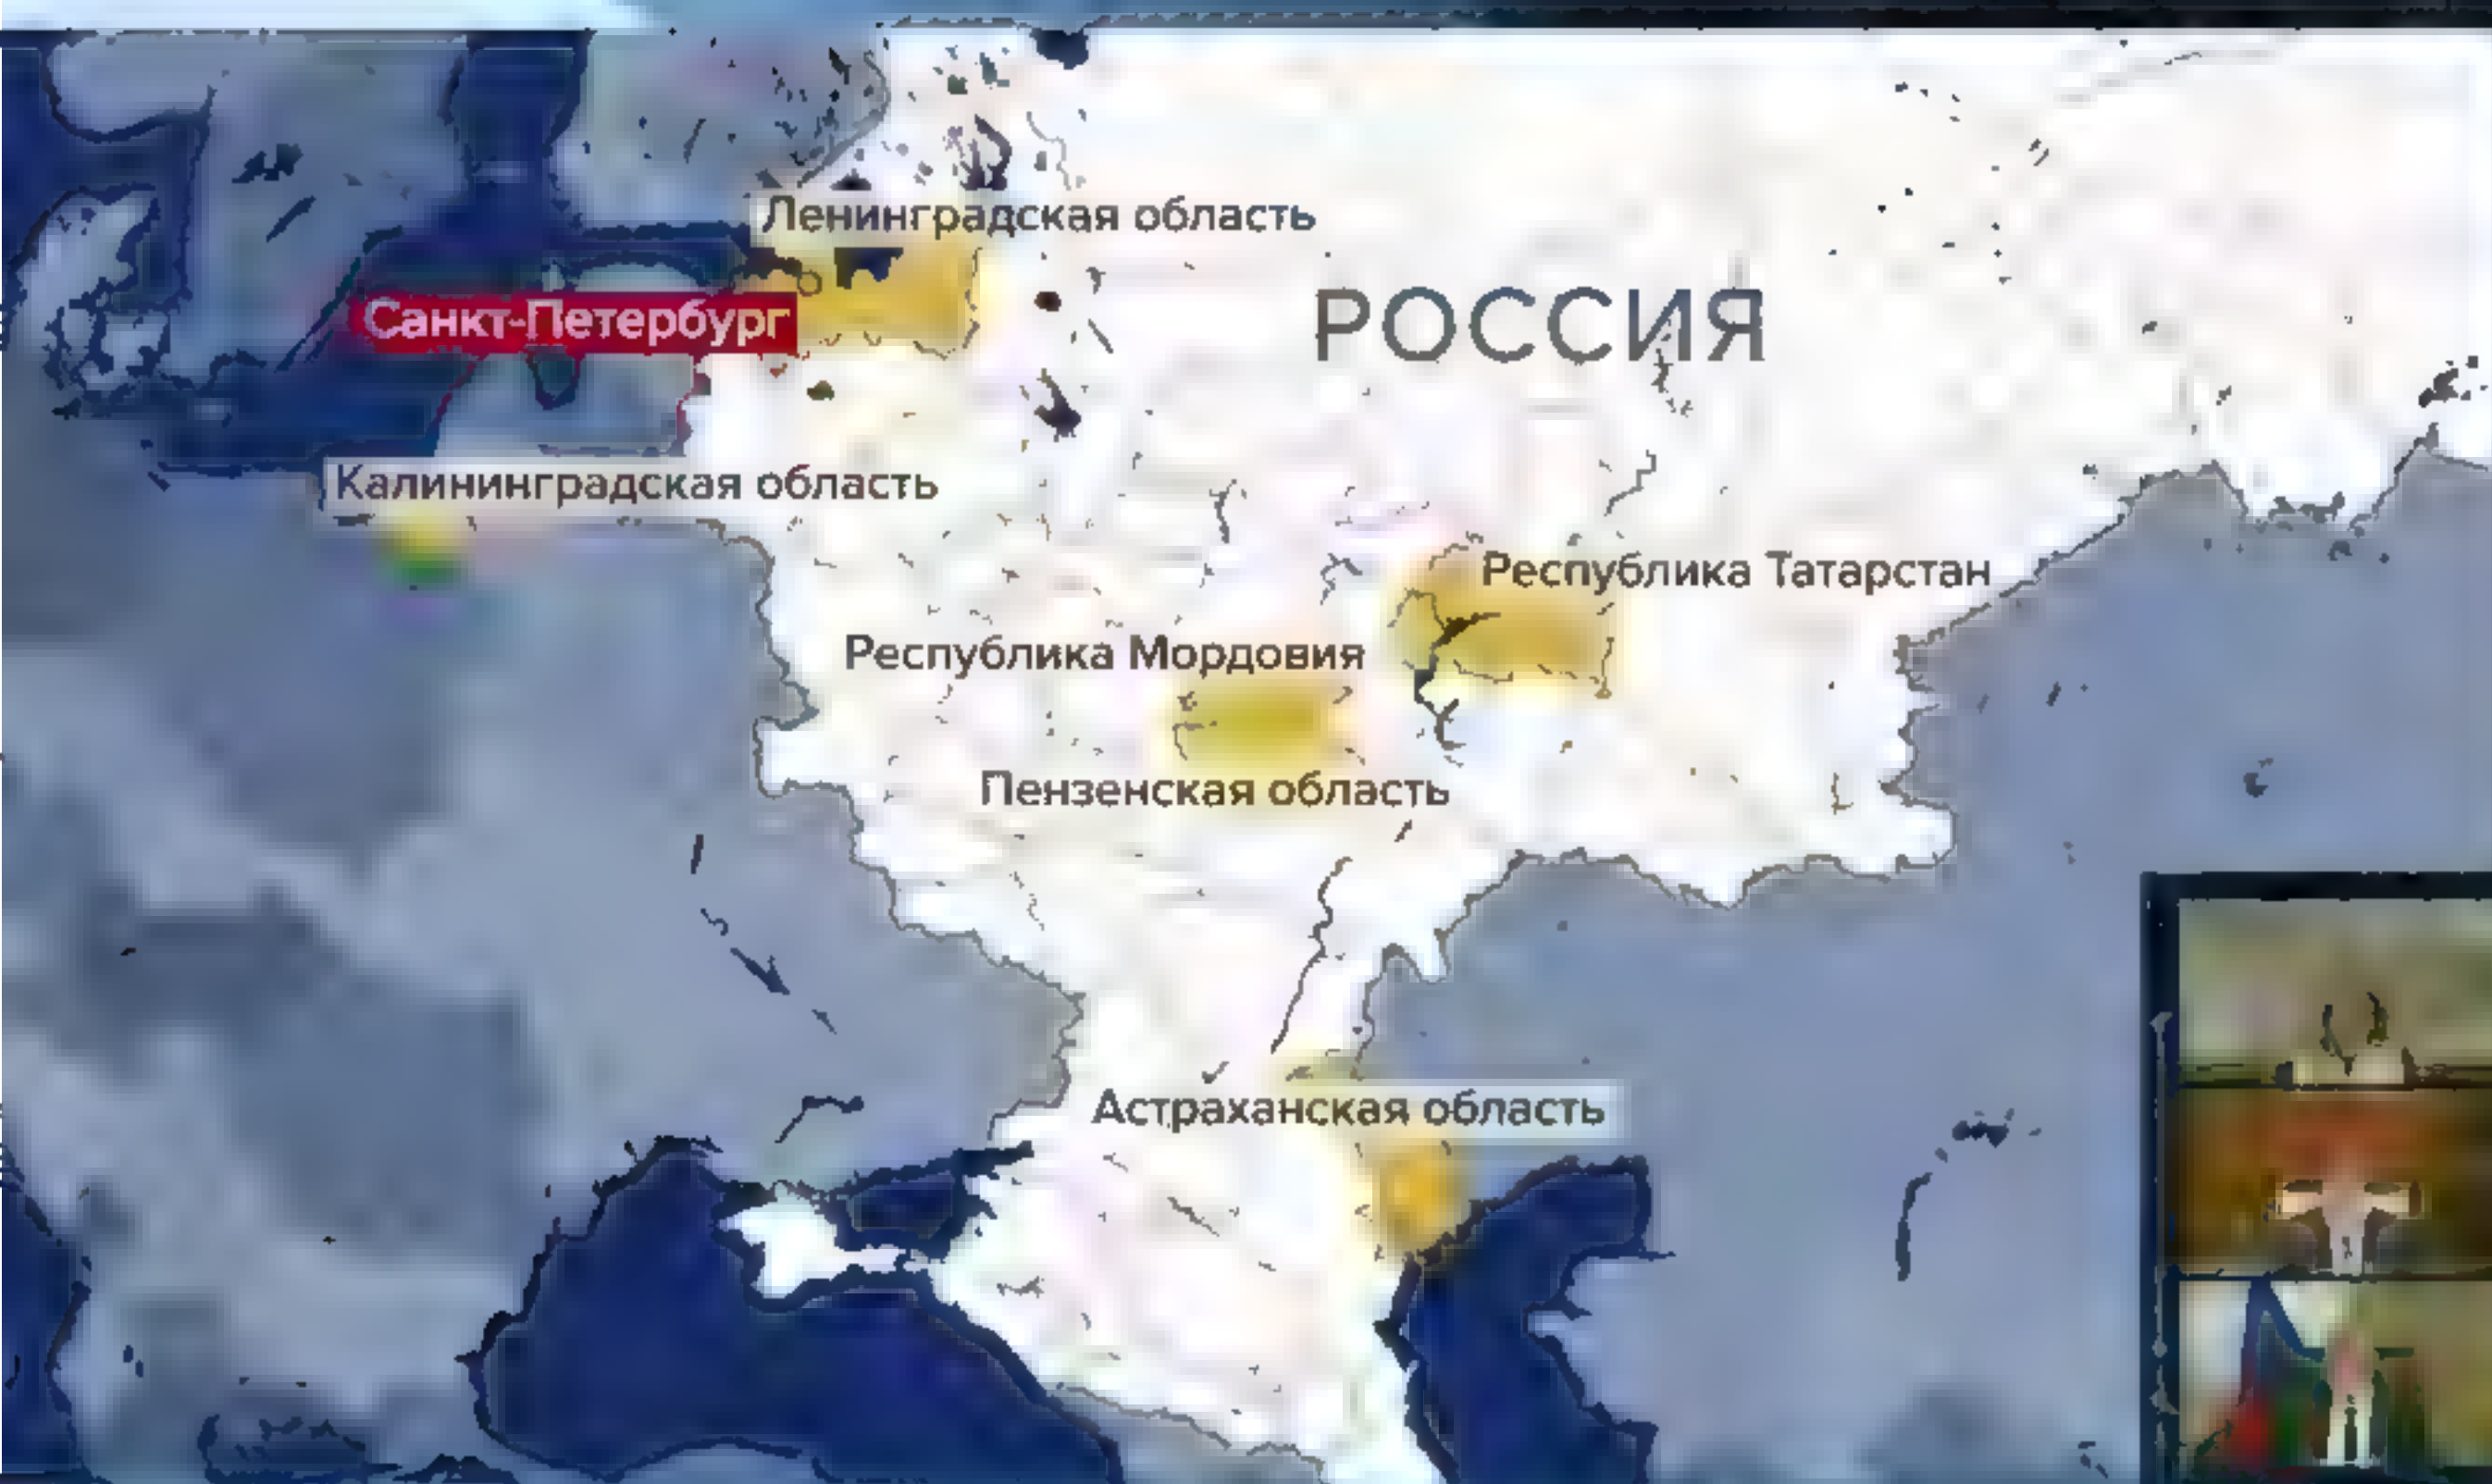 Ленинградская область
РОССИЯ
Санкт-Петербург
Калининградская область
Республика Татарстан
Республика Мордовия
Пензенская область
Астраханская область